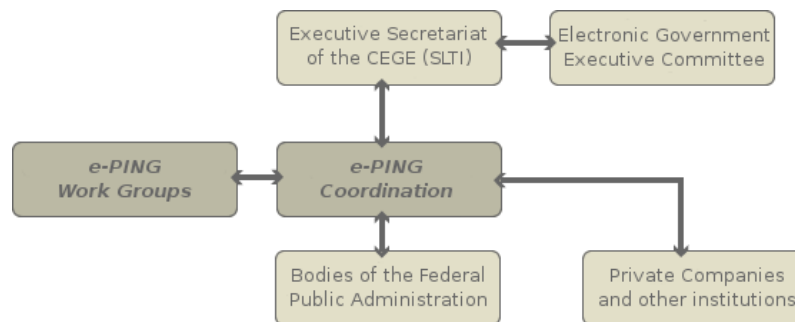 Executive Secretariat
of the CEGE (SLTI)
Electronic Government
Executive Committee
e-PING
Work Groups
e-PING
Coordination
Bodies of the Federal
Public Administration
Private Companies
and other institutions